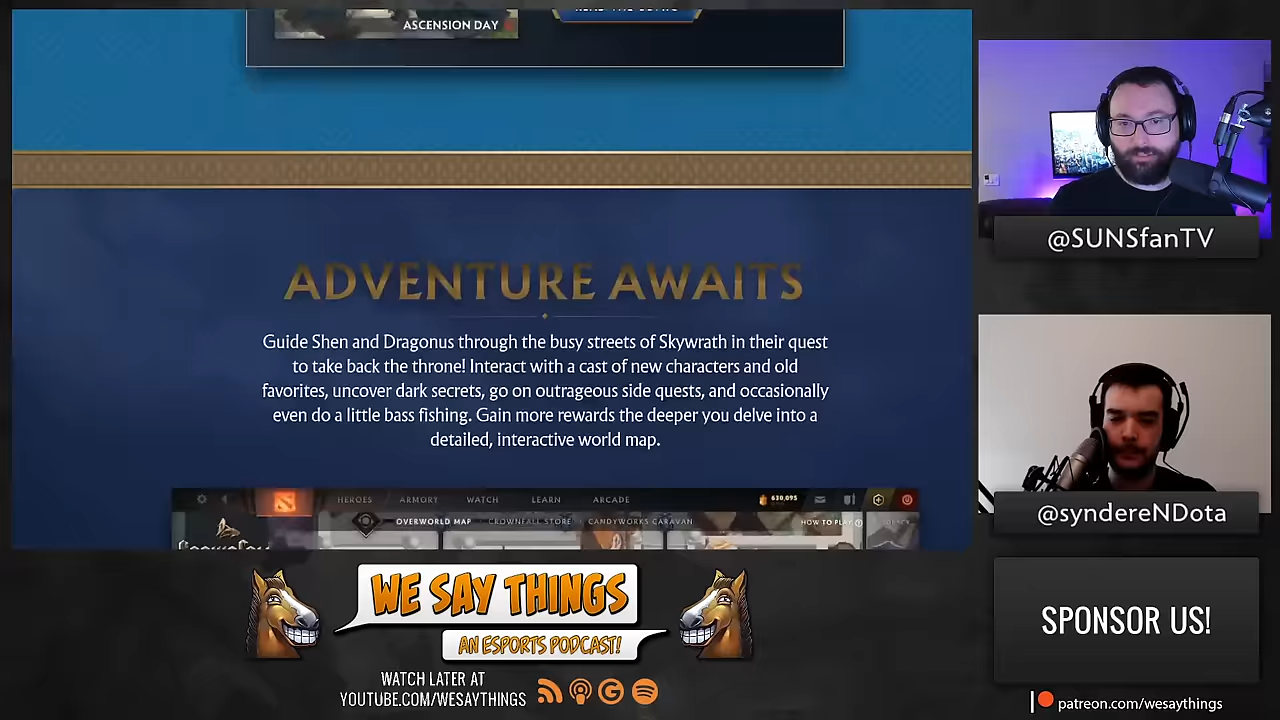 ASCENSION DAY
ADVENTURE AWAITS
Guide Shen and Dragonus through the busy streets of Skywrath in their quest
to take back the throne! Interact with a cast of new characters and old
favorites, uncover dark secrets, go on outrageous side quests, and occasionally
even do a little bass fishing. Gain more rewards the deeper you delve into a
detailed, interactive world map.
HEROES ARMORY WATCH LEARN ARCADE 630,095
OVERWORLD MAP CROWNFALL STORE CANDYWORKS CARAVAN HOW TO PLAY
@SUNSfanTV
@syndereNDota
WE SAY THINGS
AN ESPORTS PODCAST!
WATCH LATER AT
YOUTUBE.COM/WESAYTHINGS
SPONSOR US!
patreon.com/wesaythings